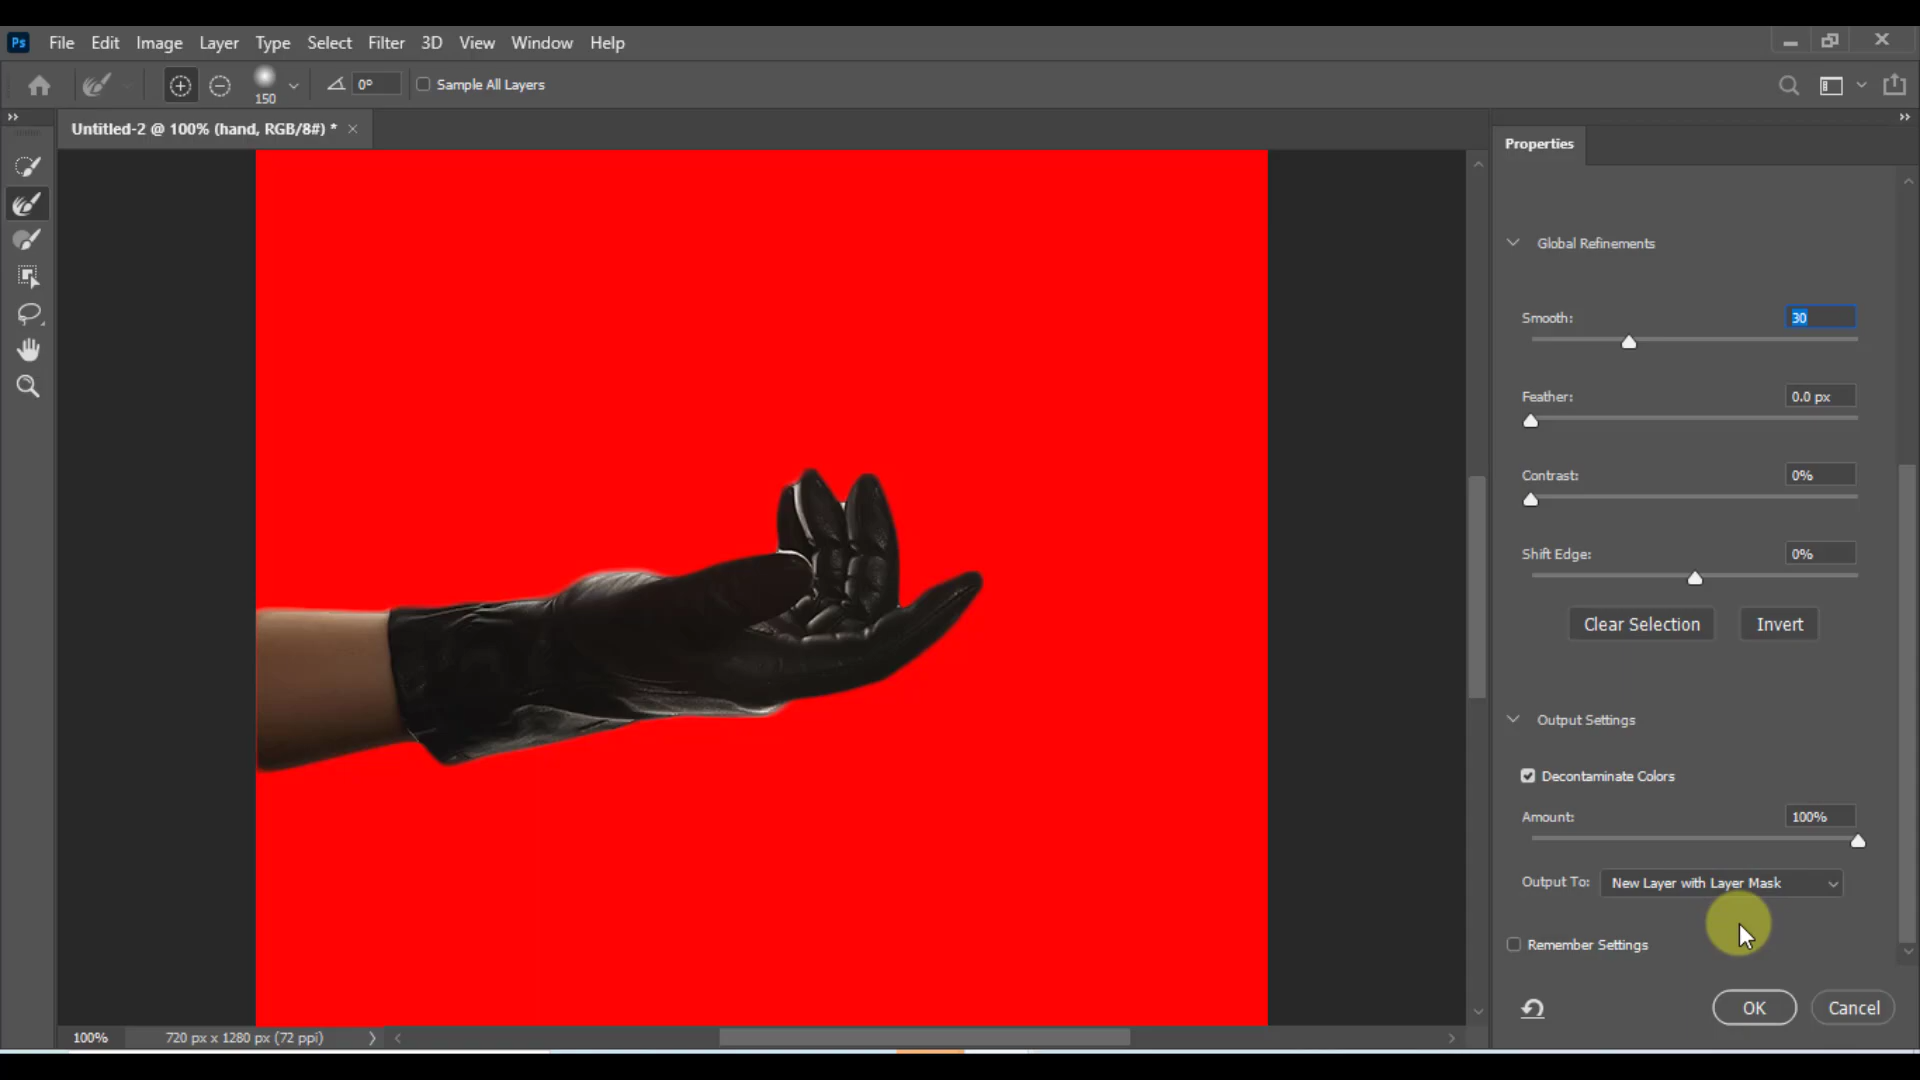 Ps File Edit Image Layer Type Select Filter 3D View Window Help
150 0° Sample All Layers
Untitled-2 @ 100% (hand, RGB/8#) *
Properties
Global Refinements
Smooth: 30
Feather: 0.0 px
Contrast: 0%
Shift Edge: 0%
Clear Selection Invert
Output Settings
Decontaminate Colors
Amount: 100%
Output To: New Layer with Layer Mask
Remember Settings
OK Cancel
100% 720 px x 1280 px (72 ppi)